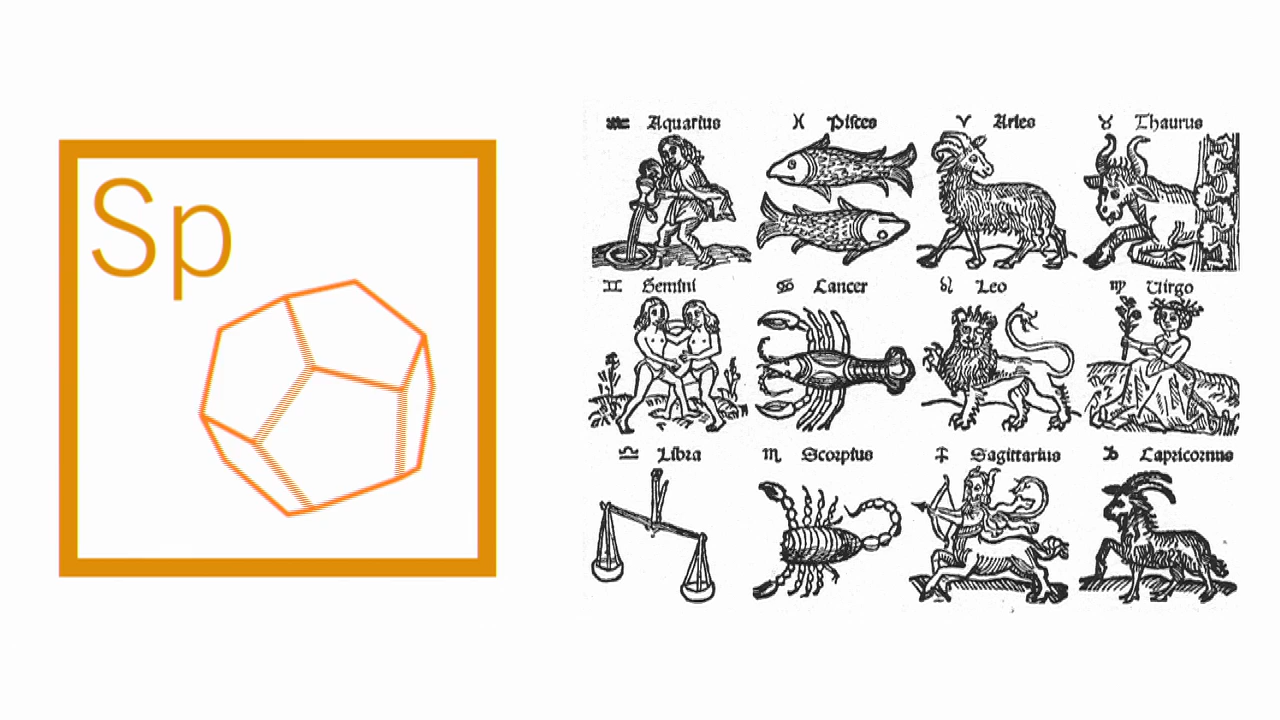 Sp
♒ Aquarius ♓ Pisces ♈ Aries ♉ Thaurus
♊ Gemini ♋ Cancer ♌ Leo ♍ Virgo
♎ Libra ♏ Scorpius ♐ Sagittarius ♑ Capricornus